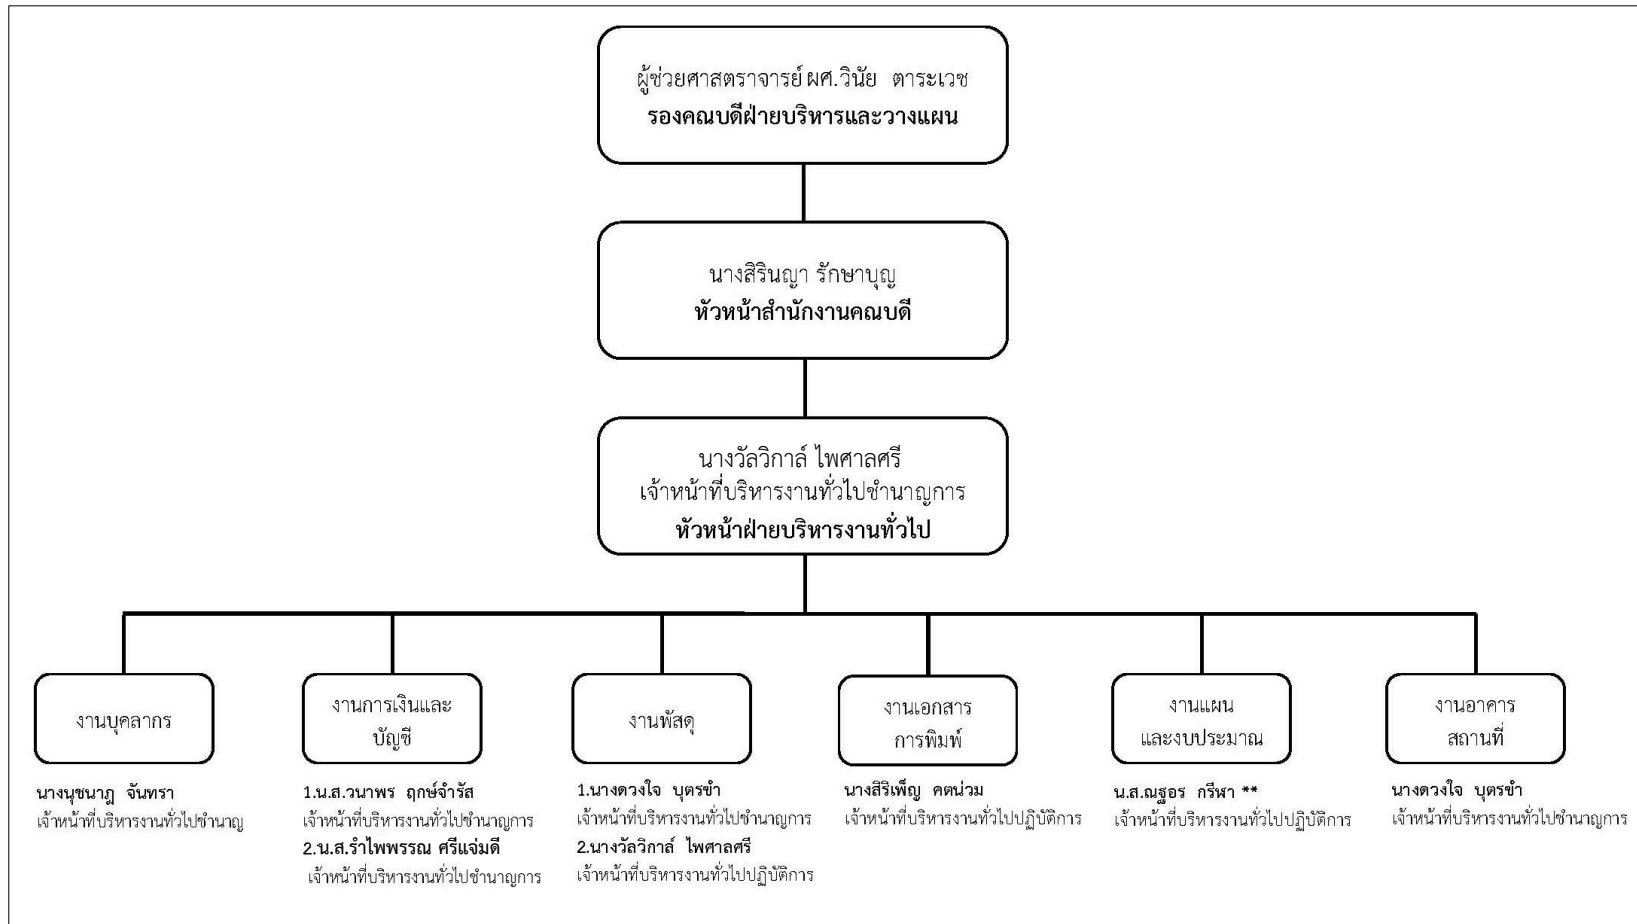 ผู้ช่วยศาสตราจารย์ ผศ.วินัย ตาระเวช
รองคณบดีฝ่ายบริหารและวางแผน
นางสิรินญา รักษาบุญ
หัวหน้าสำนักงานคณบดี
นางวัลวิกาล์ ไพศาลศรี
เจ้าหน้าที่บริหารงานทั่วไปชำนาญการ
หัวหน้าฝ่ายบริหารงานทั่วไป
งานบุคลากร
นางนุชนาฎ จันทรา
เจ้าหน้าที่บริหารงานทั่วไปชำนาญ
งานการเงินและ
บัญชี
1.น.ส.วนาพร ฤกษ์จำรัส
เจ้าหน้าที่บริหารงานทั่วไปชำนาญการ
2.น.ส.รำไพพรรณ ศรีแจ่มดี
เจ้าหน้าที่บริหารงานทั่วไปชำนาญการ
งานพัสดุ
1.นางดวงใจ บุตรขำ
เจ้าหน้าที่บริหารงานทั่วไปชำนาญการ
2.นางวัลวิกาล์ ไพศาลศรี
เจ้าหน้าที่บริหารงานทั่วไปปฏิบัติการ
งานเอกสาร
การพิมพ์
นางสิริเพ็ญ คตน่วม
เจ้าหน้าที่บริหารงานทั่วไปปฏิบัติการ
งานแผน
และงบประมาณ
น.ส.ณฐอร กรีหา **
เจ้าหน้าที่บริหารงานทั่วไปปฏิบัติการ
งานอาคาร
สถานที่
นางดวงใจ บุตรขำ
เจ้าหน้าที่บริหารงานทั่วไปชำนาญการ